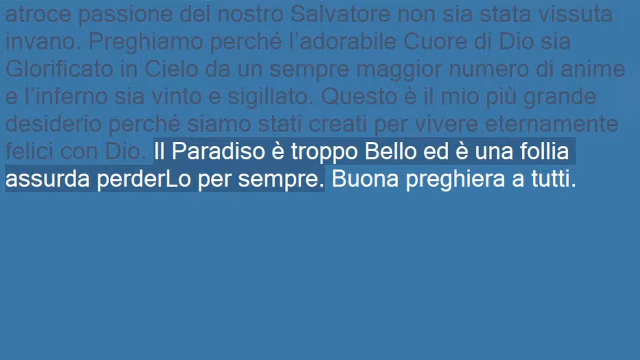 atroce passione del nostro Salvatore non sia stata vissuta
invano. Preghiamo perché l'adorabile Cuore di Dio sia
Glorificato in Cielo da un sempre maggior numero di anime
e l'inferno sia vinto e sigillato. Questo è il mio più grande
desiderio perché siamo stati creati per vivere eternamente
felici con Dio. Il Paradiso è troppo Bello ed è una follia
assurda perderLo per sempre. Buona preghiera a tutti.